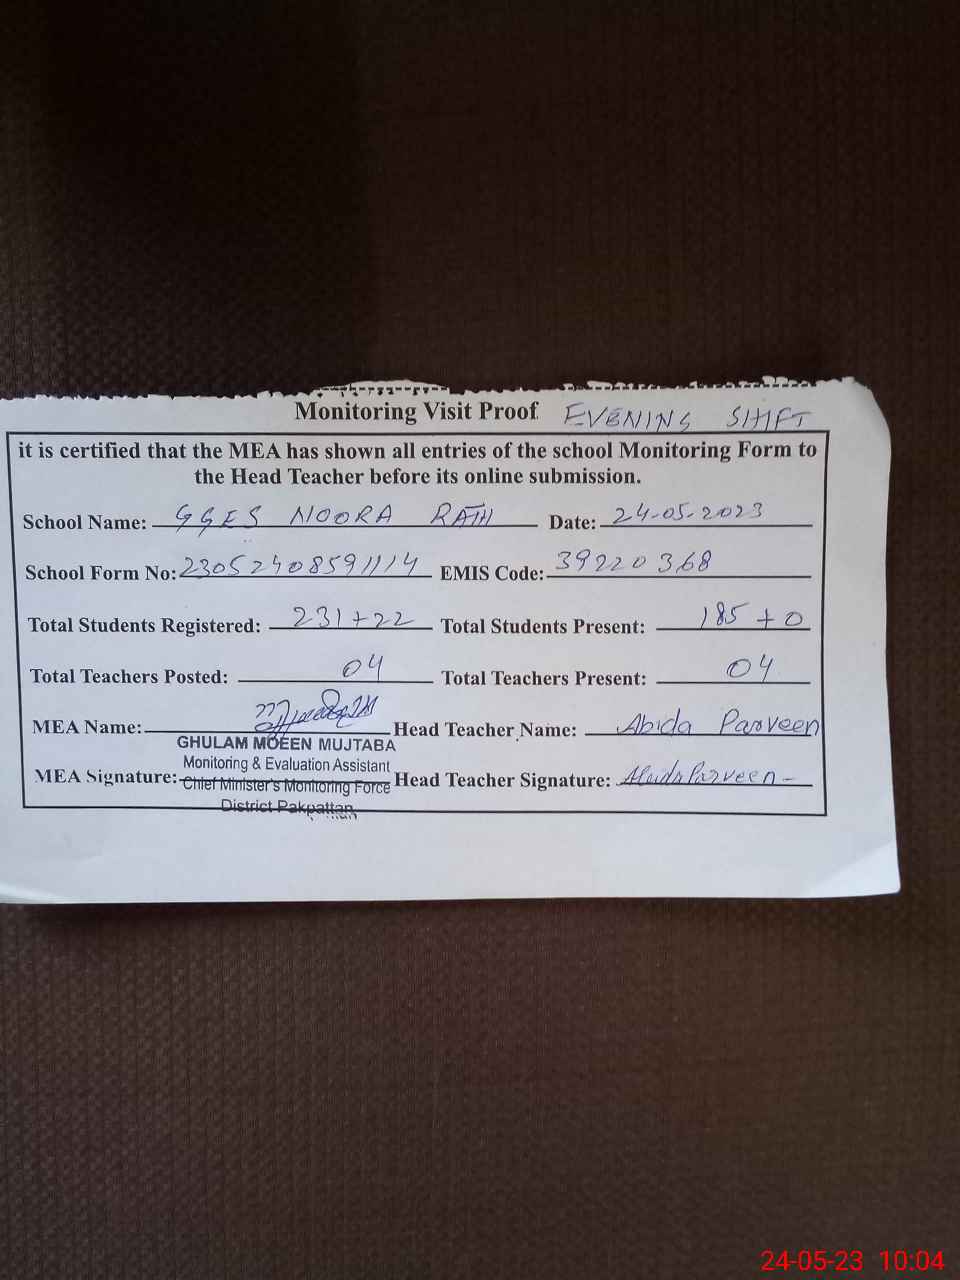 Monitoring Visit Proof EVENING SHIFT
it is certified that the MEA has shown all entries of the school Monitoring Form to
the Head Teacher before its online submission.
School Name: GGES NOORA RATH Date: 24-05-2023
School Form No: 23052408591114 EMIS Code: 39220368
Total Students Registered: 231+22 Total Students Present: 185+0
Total Teachers Posted: 04 Total Teachers Present: 04
MEA Name: Head Teacher Name: Abida Parveen
GHULAM MOEEN MUJTABA
Monitoring & Evaluation Assistant
MEA Signature: Head Teacher Signature: Abida Parveen
Chief Minister's Monitoring Force
District Pakpattan
24-05-23 10:04